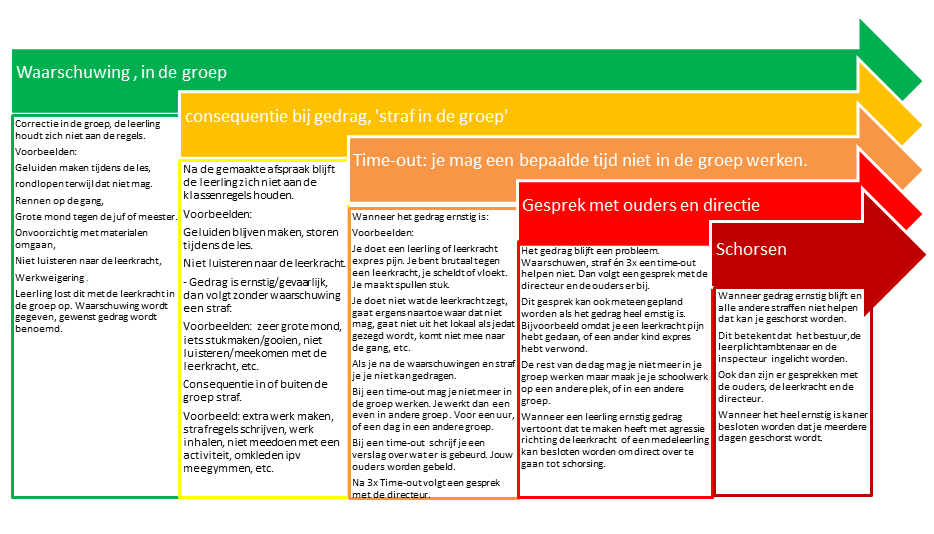 Waarschuwing , in de groep
Correctie in de groep, de leerling
houdt zich niet aan de regels.
Voorbeelden:
Geluiden maken tijdens de les,
rondlopen terwijl dat niet mag.
Rennen op de gang,
Grote mond tegen de juf of meester.
Onvoorzichtig met materialen
omgaan,
Niet luisteren naar de leerkracht,
Werkweigering .
Leerling lost dit met de leerkracht in
de groep op. Waarschuwing wordt
gegeven, gewenst gedrag wordt
benoemd.
consequentie bij gedrag, 'straf in de groep'
Na de gemaakte afspraak blijft
de leerling zich niet aan de
klassenregels houden.
Voorbeelden:
Geluiden blijven maken, storen
tijdens de les.
Niet luisteren naar de leerkracht.
- Gedrag is ernstig/gevaarlijk,
dan volgt zonder waarschuwing
een straf:
Voorbeelden: zeer grote mond,
iets stukmaken/gooien, niet
luisteren/meekomen met de
leerkracht, etc.
Consequentie in of buiten de
groep straf.
Voorbeeld: extra werk maken,
strafregels schrijven, werk
inhalen, niet meedoen met een
activiteit, omkleden ipv
meegymmen, etc.
Time-out: je mag een bepaalde tijd niet in de groep werken.
Wanneer het gedrag ernstig is:
Voorbeelden:
Je doet een leerling of leerkracht
expres pijn. Je bent brutaal tegen
een leerkracht, je scheldt of vloekt.
Je maakt spullen stuk.
Je doet niet wat de leerkracht zegt,
gaat ergens naartoe waar dat niet
mag, gaat niet uit het lokaal als jedat
gezegd wordt, komt niet mee naar
de gang, etc.
Als je na de waarschuwingen en straf
je je niet kan gedragen.
Bij een time-out mag je niet meer in
de groep werken. Je werkt dan een
even in andere groep . Voor een uur,
of een dag in een andere groep.
Bij een time-out schrijf je een
verslag over wat er is gebeurd. Jouw
ouders worden gebeld.
Na 3x Time-out volgt een gesprek
met de directeur.
Gesprek met ouders en directie
Het gedrag blijft een probleem.
Waarschuwen, straf én 3x een time-out
helpen niet. Dan volgt een gesprek met de
directeur en de ouders er bij.
Dit gesprek kan ook meteen gepland
worden als het gedrag heel ernstig is.
Bijvoorbeeld omdat je een leerkracht pijn
hebt gedaan, of een ander kind expres
hebt verwond.
De rest van de dag mag je niet meer in je
groep werken maar maak je je schoolwerk
op een andere plek, of in een andere
groep.
Wanneer een leerling ernstig gedrag
vertoont dat te maken heeft met agressie
richting de leerkracht of een medeleerling
kan besloten worden om direct over te
gaan tot schorsing.
Schorsen
Wanneer gedrag ernstig blijft en
alle andere straffen niet helpen
dat kan je geschorst worden.
Dit betekent dat het bestuur,de
leerplichtambtenaar en de
inspecteur ingelicht worden.
Ook dan zijn er gesprekken met
de ouders, de leerkracht en de
directeur.
Wanneer het heel ernstig is kan er
besloten worden dat je meerdere
dagen geschorst wordt.